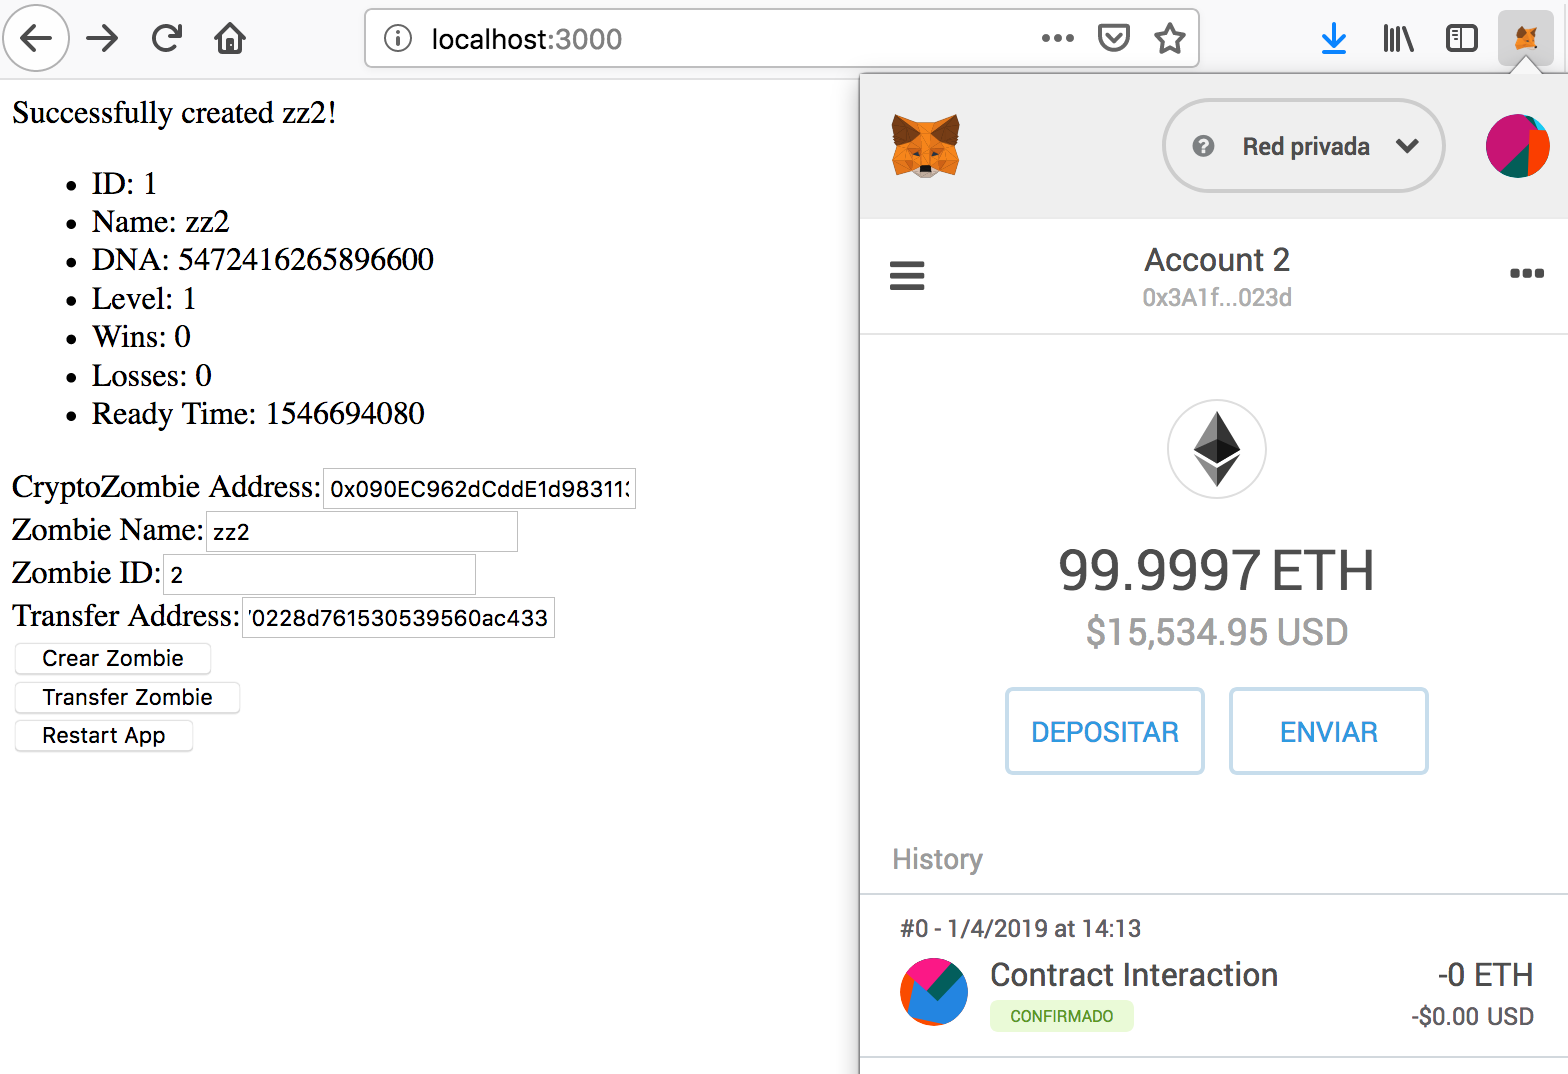 localhost:3000
Successfully created zz2!
ID: 1
Name: zz2
DNA: 5472416265896600
Level: 1
Wins: 0
Losses: 0
Ready Time: 1546694080
CryptoZombie Address: 0x090EC962dCddE1d983113
Zombie Name: zz2
Zombie ID: 2
Transfer Address: 70228d761530539560ac433
Crear Zombie
Transfer Zombie
Restart App
Red privada
Account 2
0x3A1f...023d
99.9997 ETH
$15,534.95 USD
DEPOSITAR
ENVIAR
History
#0 - 1/4/2019 at 14:13
Contract Interaction
-0 ETH
CONFIRMADO
-$0.00 USD